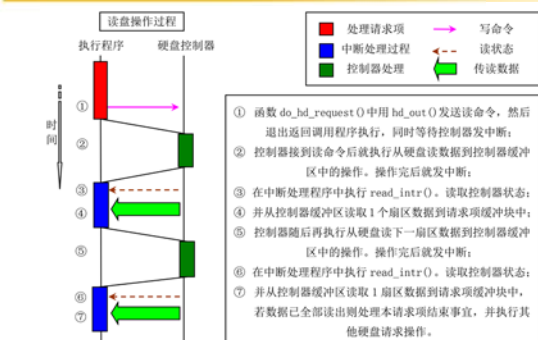 读盘操作过程
执行程序 硬盘控制器
时间
①
②
③
④
⑤
⑥
⑦
处理请求项 写命令
中断处理过程 读状态
控制器处理 传读数据
① 函数 do_hd_request()中用 hd_out()发送读命令，然后
退出返回调用程序执行，同时等待控制器发中断；
② 控制器接到读命令后就执行从硬盘读数据到控制器缓冲
区中的操作。操作完后就发中断；
③ 在中断处理程序中执行 read_intr()。读取控制器状态；
④ 并从控制器缓冲区读取 1 个扇区数据到请求项缓冲块中；
⑤ 控制器随后再执行从硬盘读下一扇区数据到控制器缓冲
区中的操作。操作完后就发中断；
⑥ 在中断处理程序中执行 read_intr()。读取控制器状态；
⑦ 并从控制器缓冲区读取 1 扇区数据到请求项缓冲块中，
若数据已全部读出则处理本请求项结束事宜，并执行其
他硬盘请求操作。